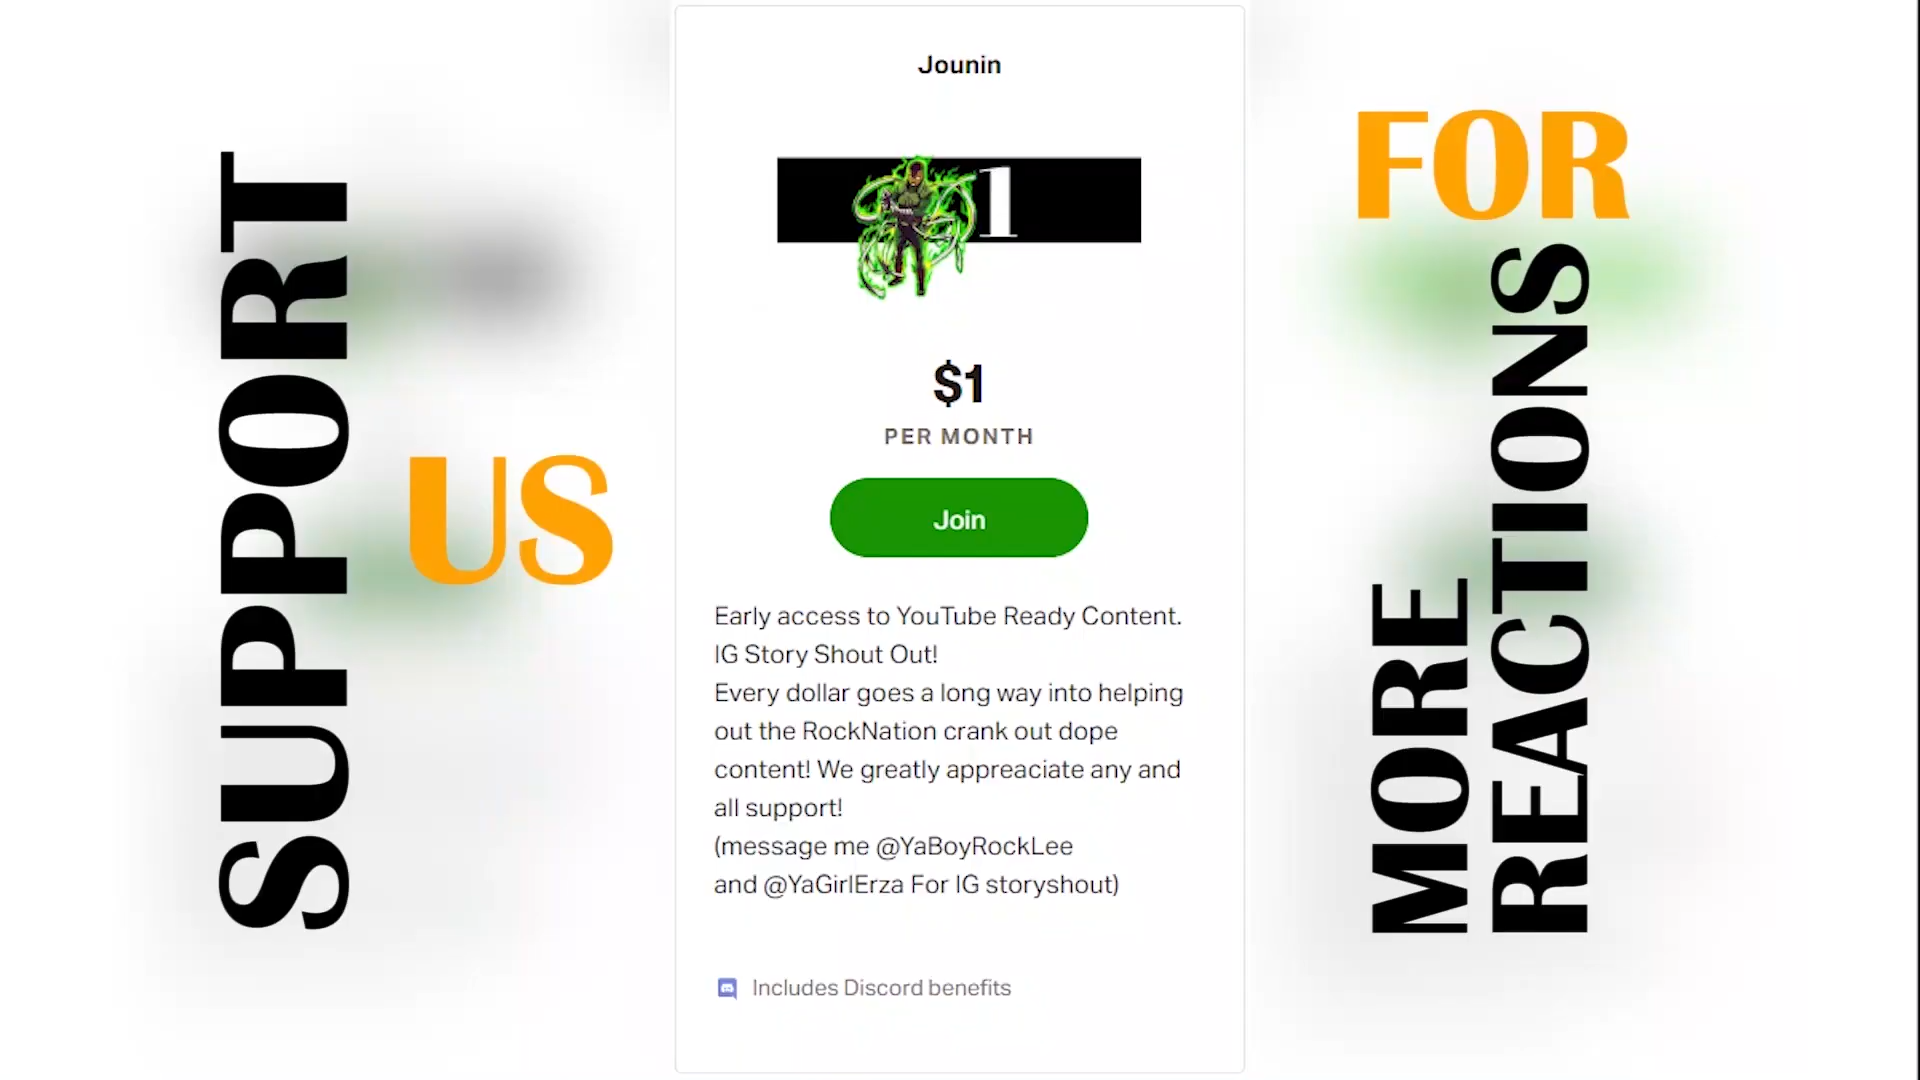 SUPPORT
US
Jounin
1
$1
PER MONTH
Join
Early access to YouTube Ready Content.
IG Story Shout Out!
Every dollar goes a long way into helping
out the RockNation crank out dope
content! We greatly appreaciate any and
all support!
(message me @YaBoyRockLee
and @YaGirlErza For IG storyshout)
Includes Discord benefits
FOR
MORE
REACTIONS